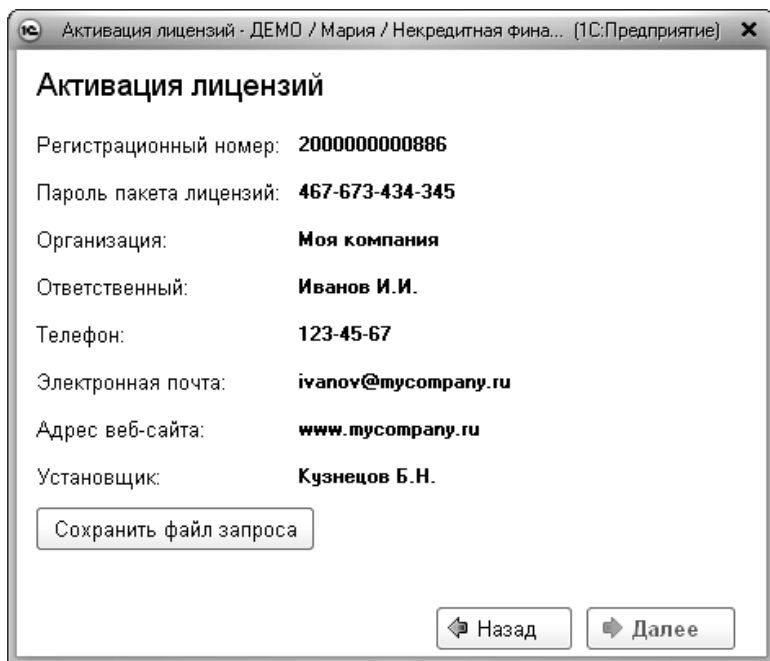 1С Активация лицензий - ДЕМО / Мария / Некредитная фина... (1С:Предприятие)
Активация лицензий
Регистрационный номер: 2000000000886
Пароль пакета лицензий: 467-673-434-345
Организация: Моя компания
Ответственный: Иванов И.И.
Телефон: 123-45-67
Электронная почта: ivanov@mycompany.ru
Адрес веб-сайта: www.mycompany.ru
Установщик: Кузнецов Б.Н.
Сохранить файл запроса
Назад Далее